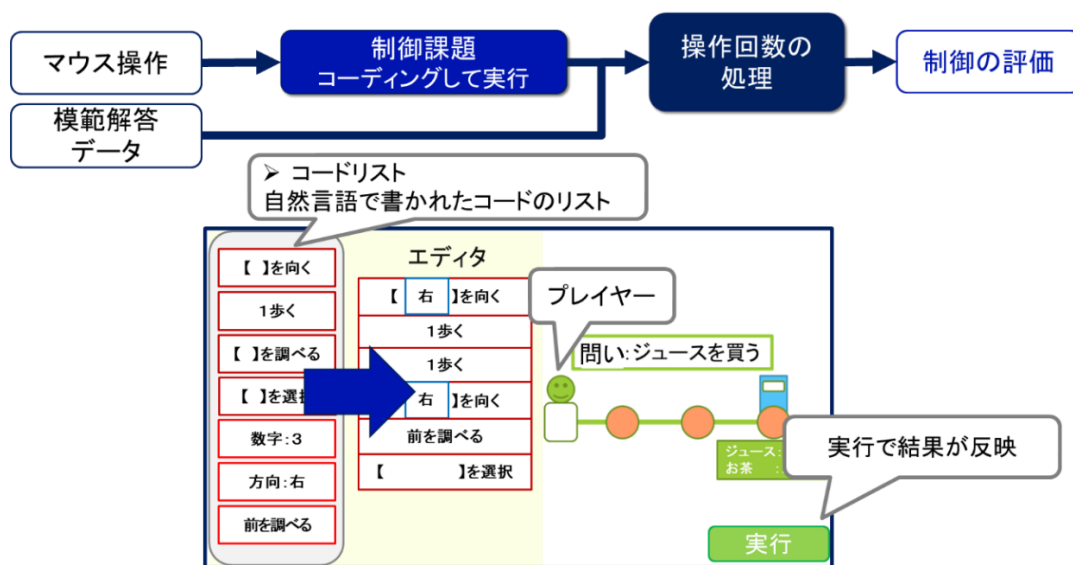 マウス操作
制御課題
コーディングして実行
操作回数の
処理
制御の評価
模範解答
データ
➢ コードリスト
自然言語で書かれたコードのリスト
【 】を向く
1歩く
【 】を調べる
【 】を選択
数字:3
方向:右
前を調べる
エディタ
【 右 】を向く
1歩く
1歩く
右 】を向く
前を調べる
【 】を選択
プレイヤー
問い:ジュースを買う
ジュース:
お茶 :
実行で結果が反映
実行